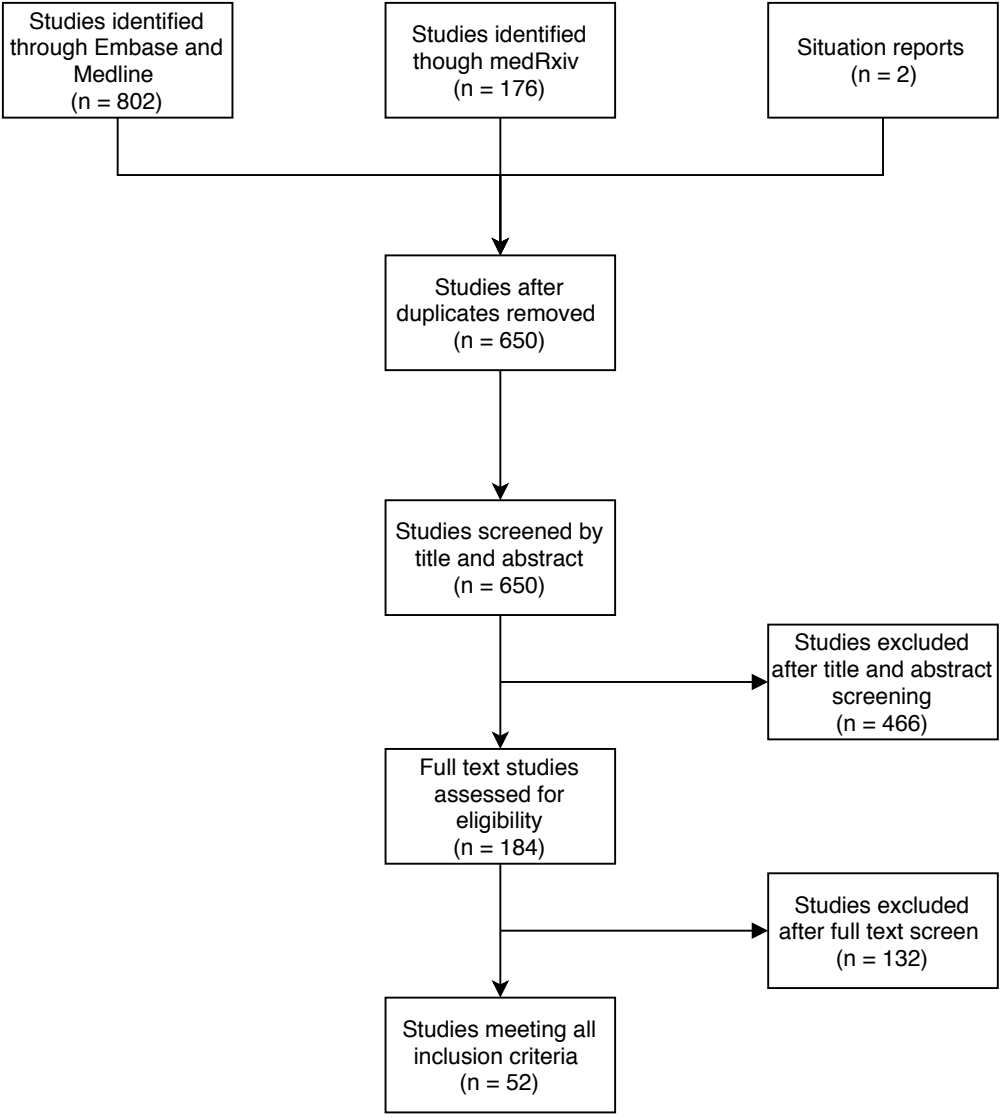 Studies identified
through Embase and
Medline
(n = 802)
Studies identified
though medRxiv
(n = 176)
Situation reports
(n = 2)
Studies after
duplicates removed
(n = 650)
Studies screened by
title and abstract
(n = 650)
Studies excluded
after title and abstract
screening
(n = 466)
Full text studies
assessed for
eligibility
(n = 184)
Studies excluded
after full text screen
(n = 132)
Studies meeting all
inclusion criteria
(n = 52)